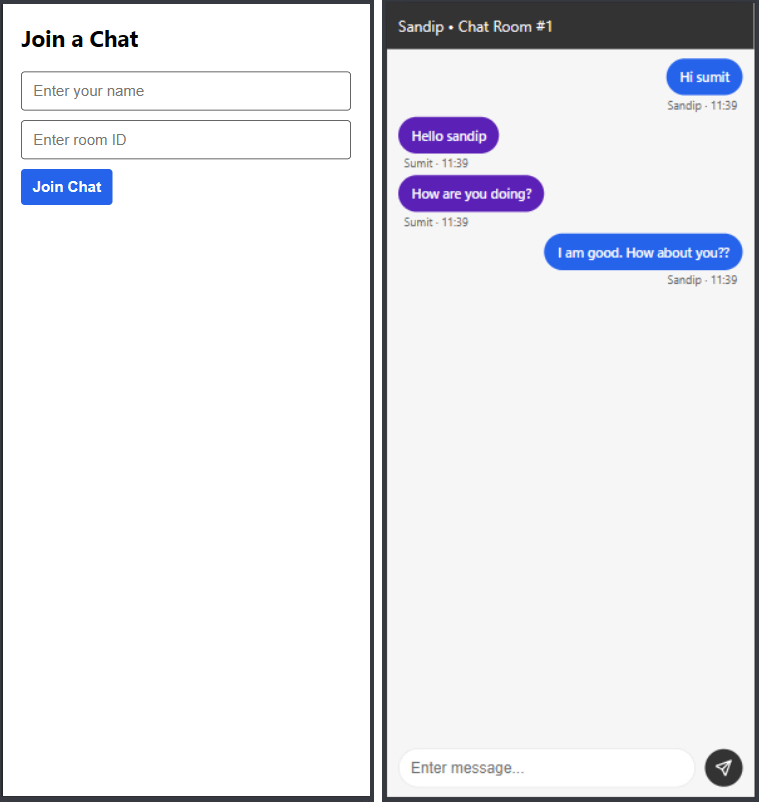 Join a Chat
Enter your name
Enter room ID
Join Chat
Sandip • Chat Room #1
Hi sumit
Sandip · 11:39
Hello sandip
Sumit · 11:39
How are you doing?
Sumit · 11:39
I am good. How about you??
Sandip · 11:39
Enter message...